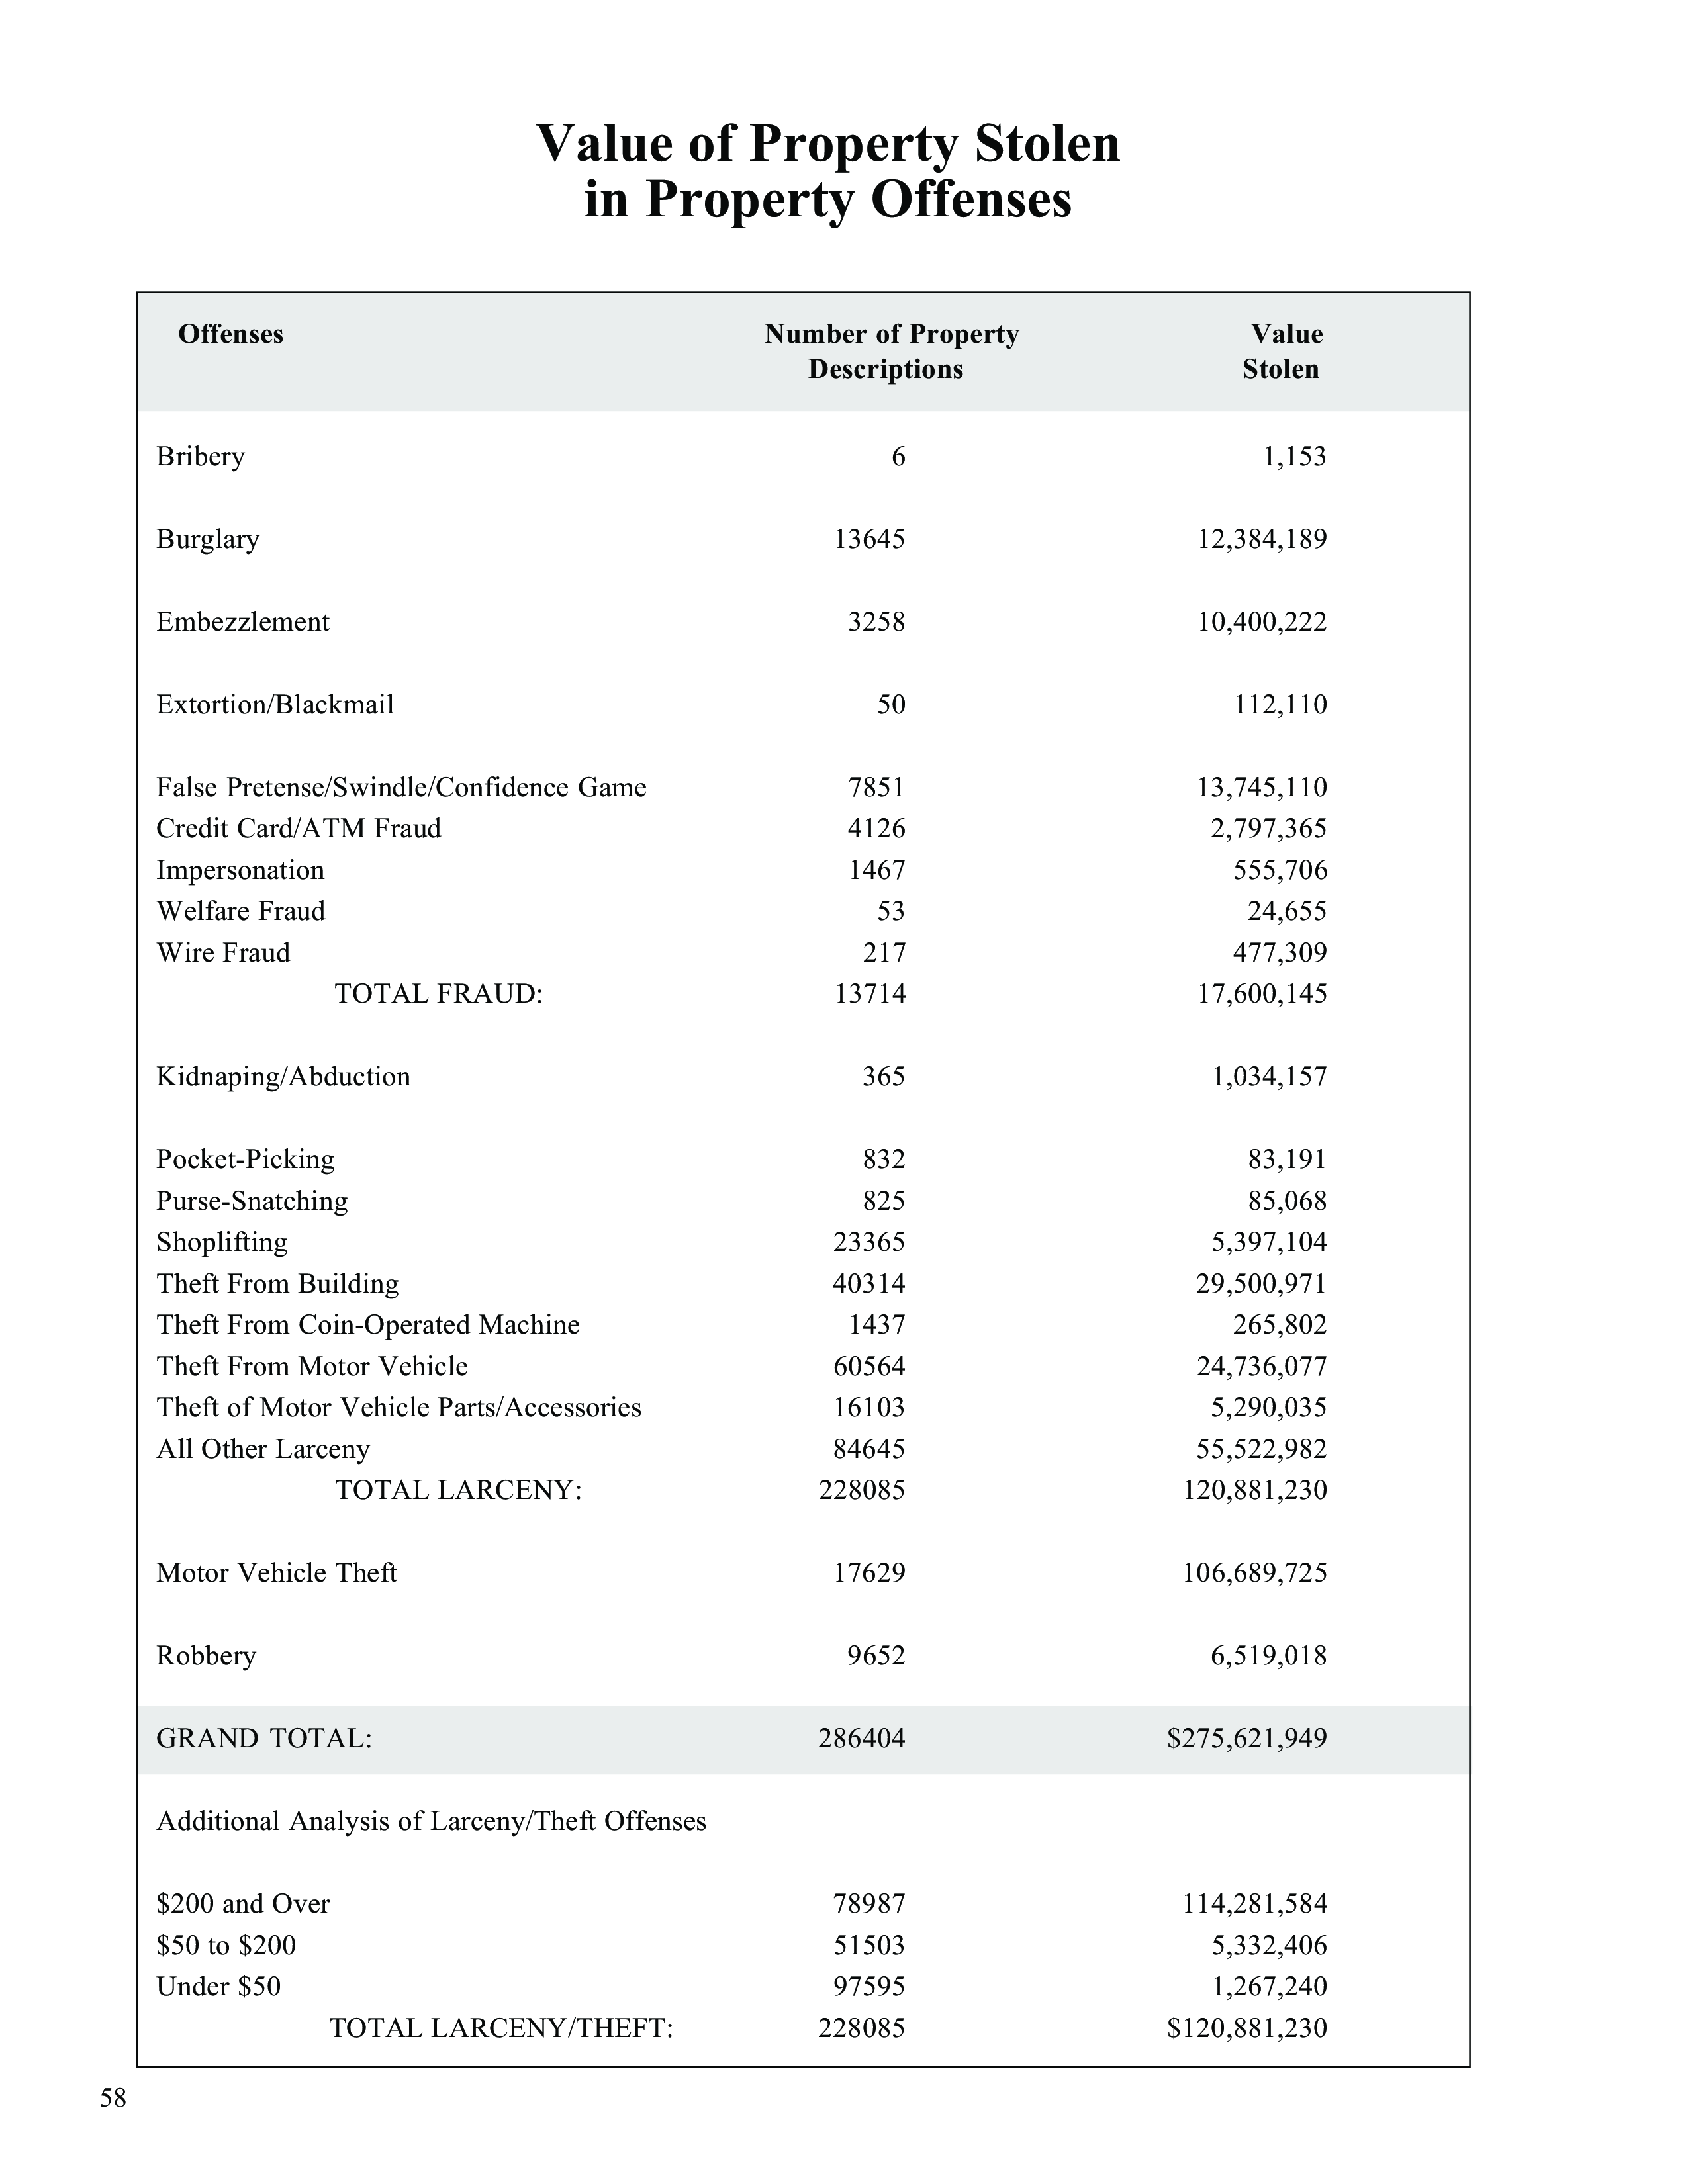 Value of Property Stolen
in Property Offenses
Offenses Number of Property Value
Descriptions Stolen
Bribery 6 1,153
Burglary 13645 12,384,189
Embezzlement 3258 10,400,222
Extortion/Blackmail 50 112,110
False Pretense/Swindle/Confidence Game 7851 13,745,110
Credit Card/ATM Fraud 4126 2,797,365
Impersonation 1467 555,706
Welfare Fraud 53 24,655
Wire Fraud 217 477,309
TOTAL FRAUD: 13714 17,600,145
Kidnaping/Abduction 365 1,034,157
Pocket-Picking 832 83,191
Purse-Snatching 825 85,068
Shoplifting 23365 5,397,104
Theft From Building 40314 29,500,971
Theft From Coin-Operated Machine 1437 265,802
Theft From Motor Vehicle 60564 24,736,077
Theft of Motor Vehicle Parts/Accessories 16103 5,290,035
All Other Larceny 84645 55,522,982
TOTAL LARCENY: 228085 120,881,230
Motor Vehicle Theft 17629 106,689,725
Robbery 9652 6,519,018
GRAND TOTAL: 286404 $275,621,949
Additional Analysis of Larceny/Theft Offenses
$200 and Over 78987 114,281,584
$50 to $200 51503 5,332,406
Under $50 97595 1,267,240
TOTAL LARCENY/THEFT: 228085 $120,881,230
58